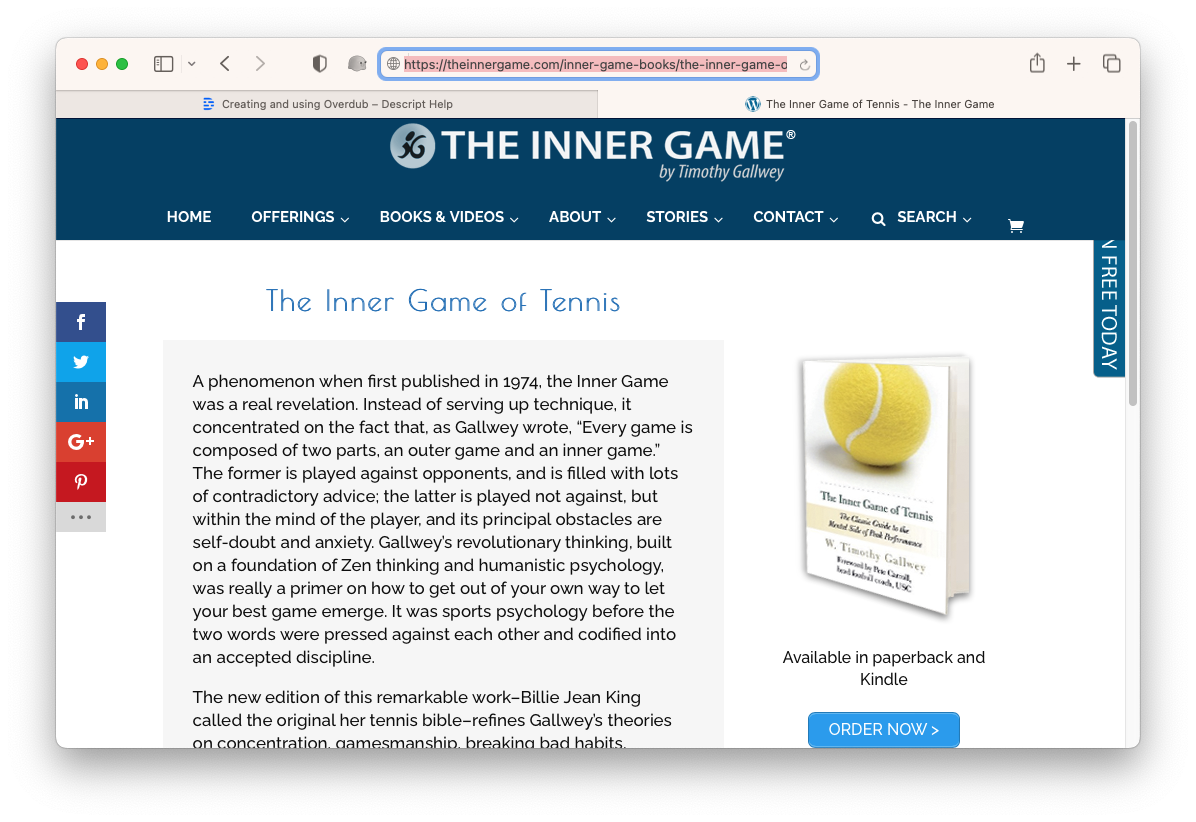 https://theinnergame.com/inner-game-books/the-inner-game-o
Creating and using Overdub – Descript Help
The Inner Game of Tennis - The Inner Game
THE INNER GAME®
by Timothy Gallwey
HOME OFFERINGS BOOKS & VIDEOS ABOUT STORIES CONTACT SEARCH
N FREE TODAY
The Inner Game of Tennis
f
in
G+
A phenomenon when first published in 1974, the Inner Game
was a real revelation. Instead of serving up technique, it
concentrated on the fact that, as Gallwey wrote, “Every game is
composed of two parts, an outer game and an inner game.”
The former is played against opponents, and is filled with lots
of contradictory advice; the latter is played not against, but
within the mind of the player, and its principal obstacles are
self-doubt and anxiety. Gallwey’s revolutionary thinking, built
on a foundation of Zen thinking and humanistic psychology,
was really a primer on how to get out of your own way to let
your best game emerge. It was sports psychology before the
two words were pressed against each other and codified into
an accepted discipline.
The new edition of this remarkable work–Billie Jean King
called the original her tennis bible–refines Gallwey’s theories
on concentration, gamesmanship, breaking bad habits,
The Inner Game of Tennis
The Classic Guide to the
Mental Side of Peak Performance
W. Timothy Gallwey
Foreword by Pete Carroll,
head football coach, USC
Available in paperback and
Kindle
ORDER NOW >